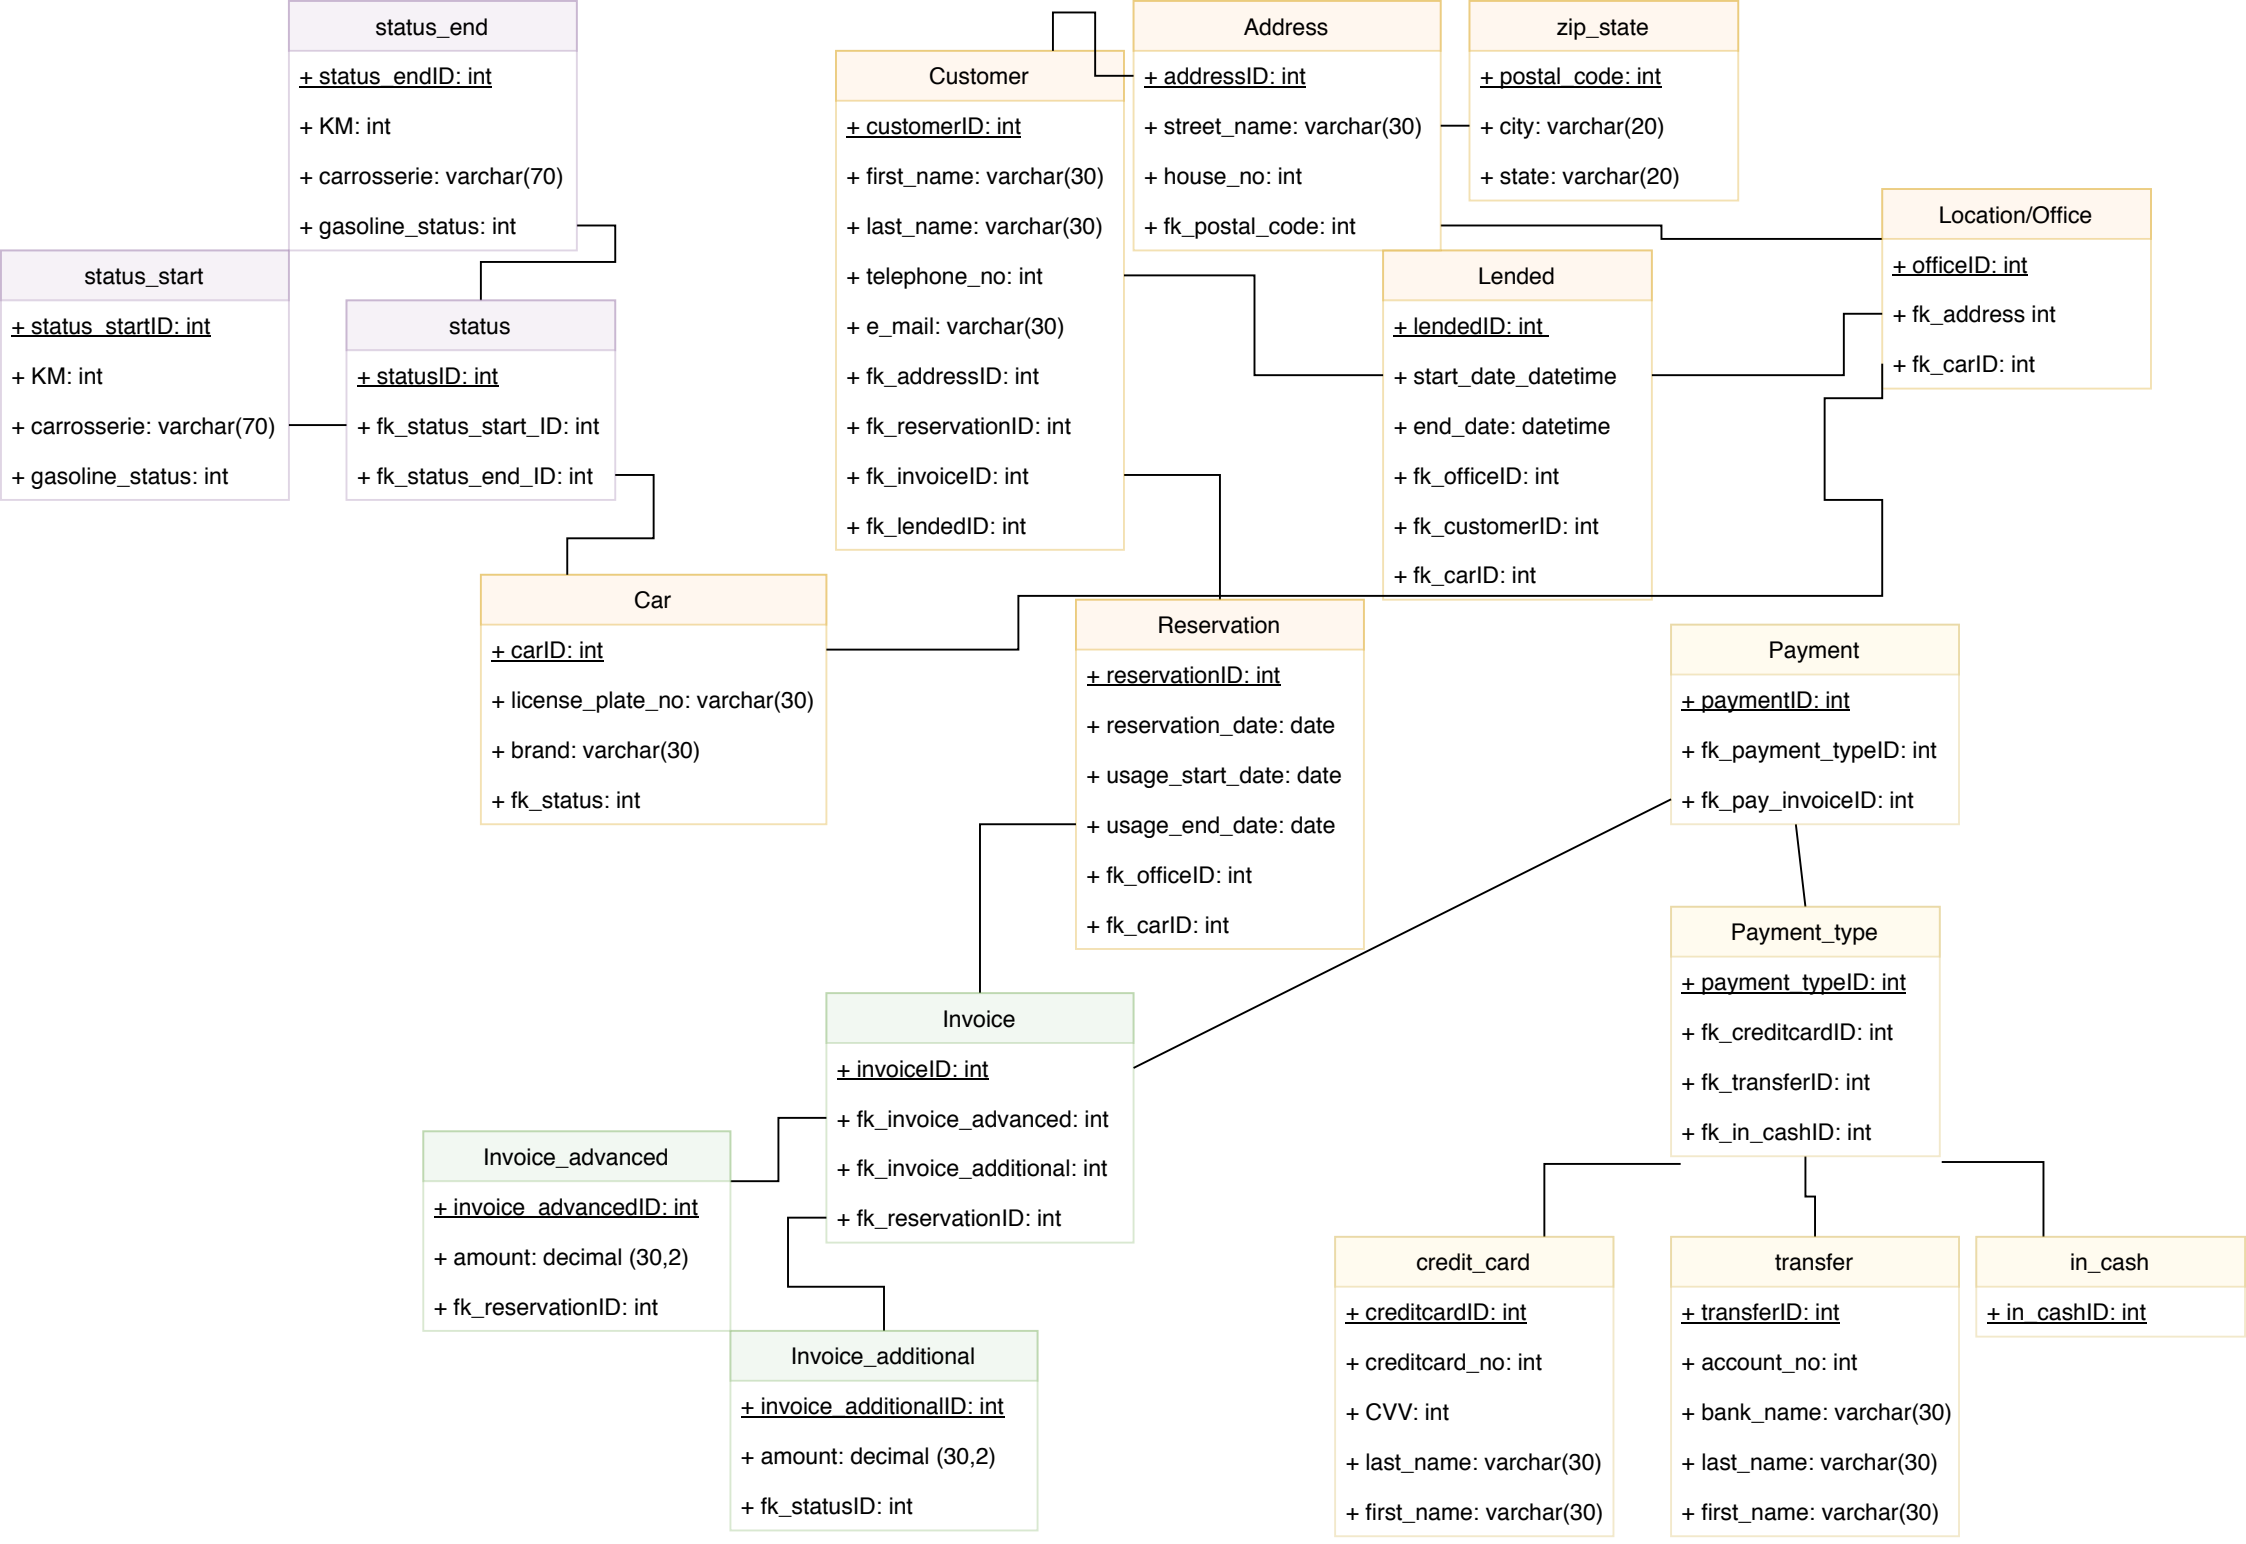 status_end
+ status_endID: int
+ KM: int
+ carrosserie: varchar(70)
+ gasoline_status: int
status_start
+ status_startID: int
+ KM: int
+ carrosserie: varchar(70)
+ gasoline_status: int
status
+ statusID: int
+ fk_status_start_ID: int
+ fk_status_end_ID: int
Customer
+ customerID: int
+ first_name: varchar(30)
+ last_name: varchar(30)
+ telephone_no: int
+ e_mail: varchar(30)
+ fk_addressID: int
+ fk_reservationID: int
+ fk_invoiceID: int
+ fk_lendedID: int
Address
+ addressID: int
+ street_name: varchar(30)
+ house_no: int
+ fk_postal_code: int
zip_state
+ postal_code: int
+ city: varchar(20)
+ state: varchar(20)
Location/Office
+ officeID: int
+ fk_address int
+ fk_carID: int
Lended
+ lendedID: int
+ start_date_datetime
+ end_date: datetime
+ fk_officeID: int
+ fk_customerID: int
+ fk_carID: int
Car
+ carID: int
+ license_plate_no: varchar(30)
+ brand: varchar(30)
+ fk_status: int
Reservation
+ reservationID: int
+ reservation_date: date
+ usage_start_date: date
+ usage_end_date: date
+ fk_officeID: int
+ fk_carID: int
Payment
+ paymentID: int
+ fk_payment_typeID: int
+ fk_pay_invoiceID: int
Payment_type
+ payment_typeID: int
+ fk_creditcardID: int
+ fk_transferID: int
+ fk_in_cashID: int
Invoice
+ invoiceID: int
+ fk_invoice_advanced: int
+ fk_invoice_additional: int
+ fk_reservationID: int
Invoice_advanced
+ invoice_advancedID: int
+ amount: decimal (30,2)
+ fk_reservationID: int
Invoice_additional
+ invoice_additionalID: int
+ amount: decimal (30,2)
+ fk_statusID: int
credit_card
+ creditcardID: int
+ creditcard_no: int
+ CVV: int
+ last_name: varchar(30)
+ first_name: varchar(30)
transfer
+ transferID: int
+ account_no: int
+ bank_name: varchar(30)
+ last_name: varchar(30)
+ first_name: varchar(30)
in_cash
+ in_cashID: int